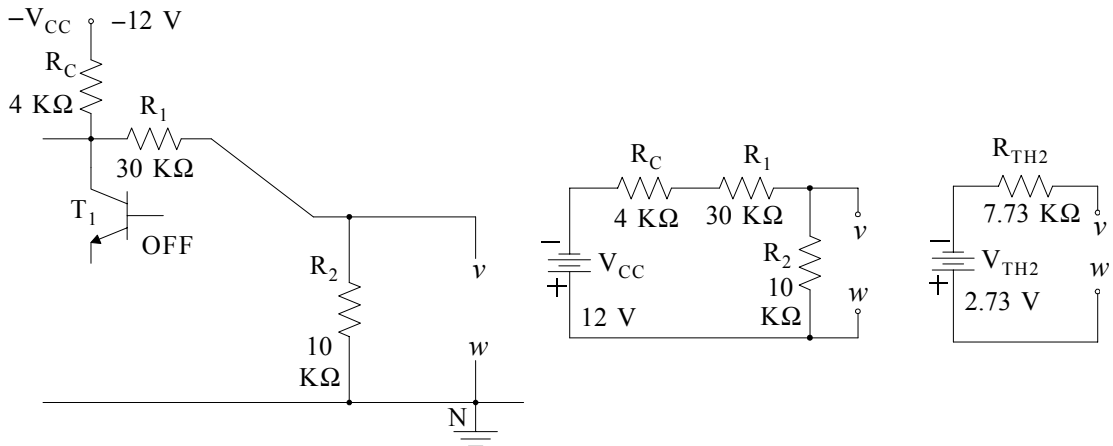 −V_CC −12 V
R_C
4 KΩ
R_1
30 KΩ
T_1
OFF
R_2
10
KΩ
v
w
N
R_C
4 KΩ
R_1
30 KΩ
−
V_CC
+
12 V
R_2
10
KΩ
v
w
R_TH2
7.73 KΩ
−
V_TH2
+
2.73 V
v
w